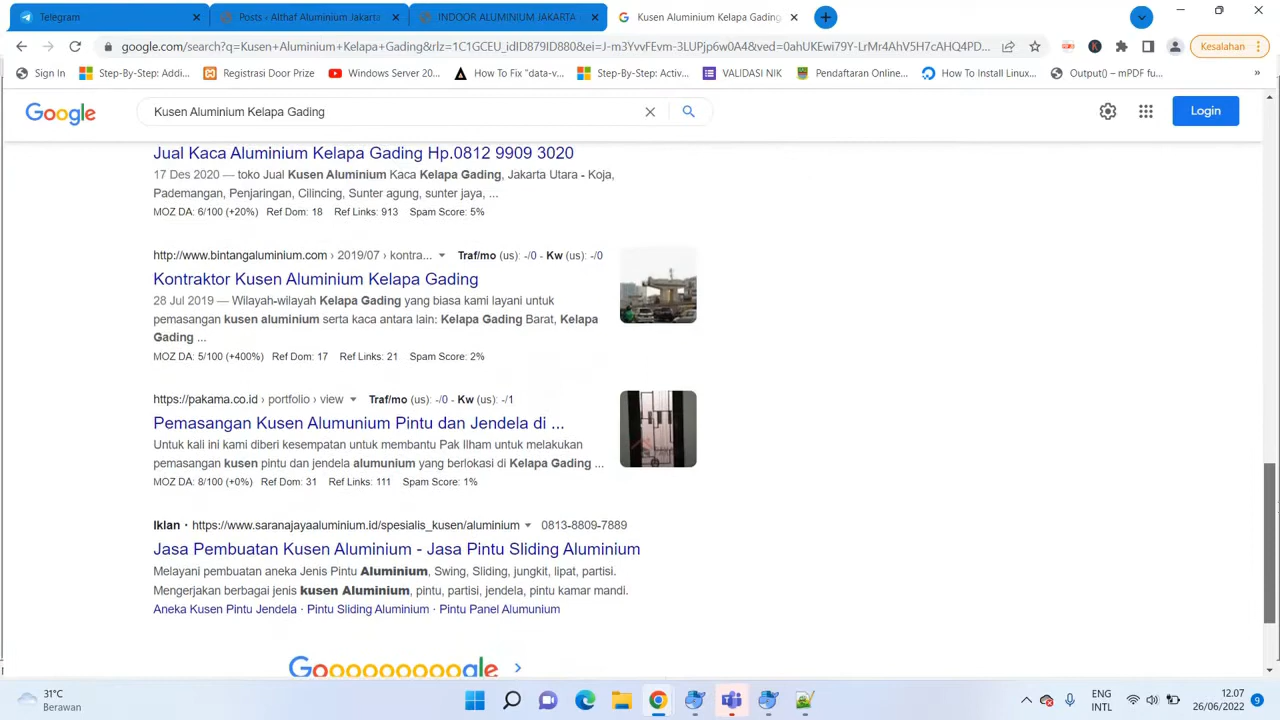 Telegram
Posts ‹ Althaf Aluminium Jakarta
INDOOR ALUMINIUM JAKARTA
Kusen Aluminium Kelapa Gading
google.com/search?q=Kusen+Aluminium+Kelapa+Gading&rlz=1C1GCEU_idID879ID880&ei=J-m3YvvFEvm-3LUPjp6w0A4&ved=0ahUKEwi79Y-LrMr4AhV5H7cAHQ4PD...
Kesalahan
Sign In
Step-By-Step: Addi...
Registrasi Door Prize
Windows Server 20...
How To Fix "data-v...
Step-By-Step: Activ...
VALIDASI NIK
Pendaftaran Online...
How To Install Linux...
Output() – mPDF fu...
»
Google
Kusen Aluminium Kelapa Gading
Login
Jual Kaca Aluminium Kelapa Gading Hp.0812 9909 3020
17 Des 2020 — toko Jual Kusen Aluminium Kaca Kelapa Gading, Jakarta Utara - Koja,
Pademangan, Penjaringan, Cilincing, Sunter agung, sunter jaya, ...
MOZ DA: 6/100 (+20%) Ref Dom: 18 Ref Links: 913 Spam Score: 5%
http://www.bintangaluminium.com › 2019/07 › kontra... Traf/mo (us): -/0 - Kw (us): -/0
Kontraktor Kusen Aluminium Kelapa Gading
28 Jul 2019 — Wilayah-wilayah Kelapa Gading yang biasa kami layani untuk
pemasangan kusen aluminium serta kaca antara lain: Kelapa Gading Barat, Kelapa
Gading ...
MOZ DA: 5/100 (+400%) Ref Dom: 17 Ref Links: 21 Spam Score: 2%
https://pakama.co.id › portfolio › view Traf/mo (us): -/0 - Kw (us): -/1
Pemasangan Kusen Alumunium Pintu dan Jendela di ...
Untuk kali ini kami diberi kesempatan untuk membantu Pak Ilham untuk melakukan
pemasangan kusen pintu dan jendela alumunium yang berlokasi di Kelapa Gading ...
MOZ DA: 8/100 (+0%) Ref Dom: 31 Ref Links: 111 Spam Score: 1%
Iklan · https://www.saranajayaaluminium.id/spesialis_kusen/aluminium 0813-8809-7889
Jasa Pembuatan Kusen Aluminium - Jasa Pintu Sliding Aluminium
Melayani pembuatan aneka Jenis Pintu Aluminium, Swing, Sliding, jungkit, lipat, partisi.
Mengerjakan berbagai jenis kusen Aluminium, pintu, partisi, jendela, pintu kamar mandi.
Aneka Kusen Pintu Jendela · Pintu Sliding Aluminium · Pintu Panel Alumunium
Goooooooooogle
31°C
Berawan
ENG
INTL
12.07
26/06/2022
9